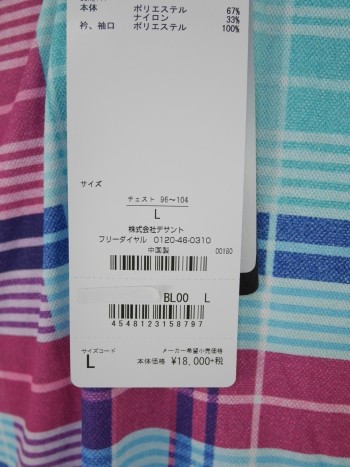 本体 ポリエステル 67%
ナイロン 33%
衿、袖口 ポリエステル 100%
サイズ
チェスト 96～104
L
株式会社デサント
フリーダイヤル 0120-46-0310
中国製 00160
BL00 L
4548123158797
サイズコード メーカー希望小売価格
L 本体価格 ¥18,000+税